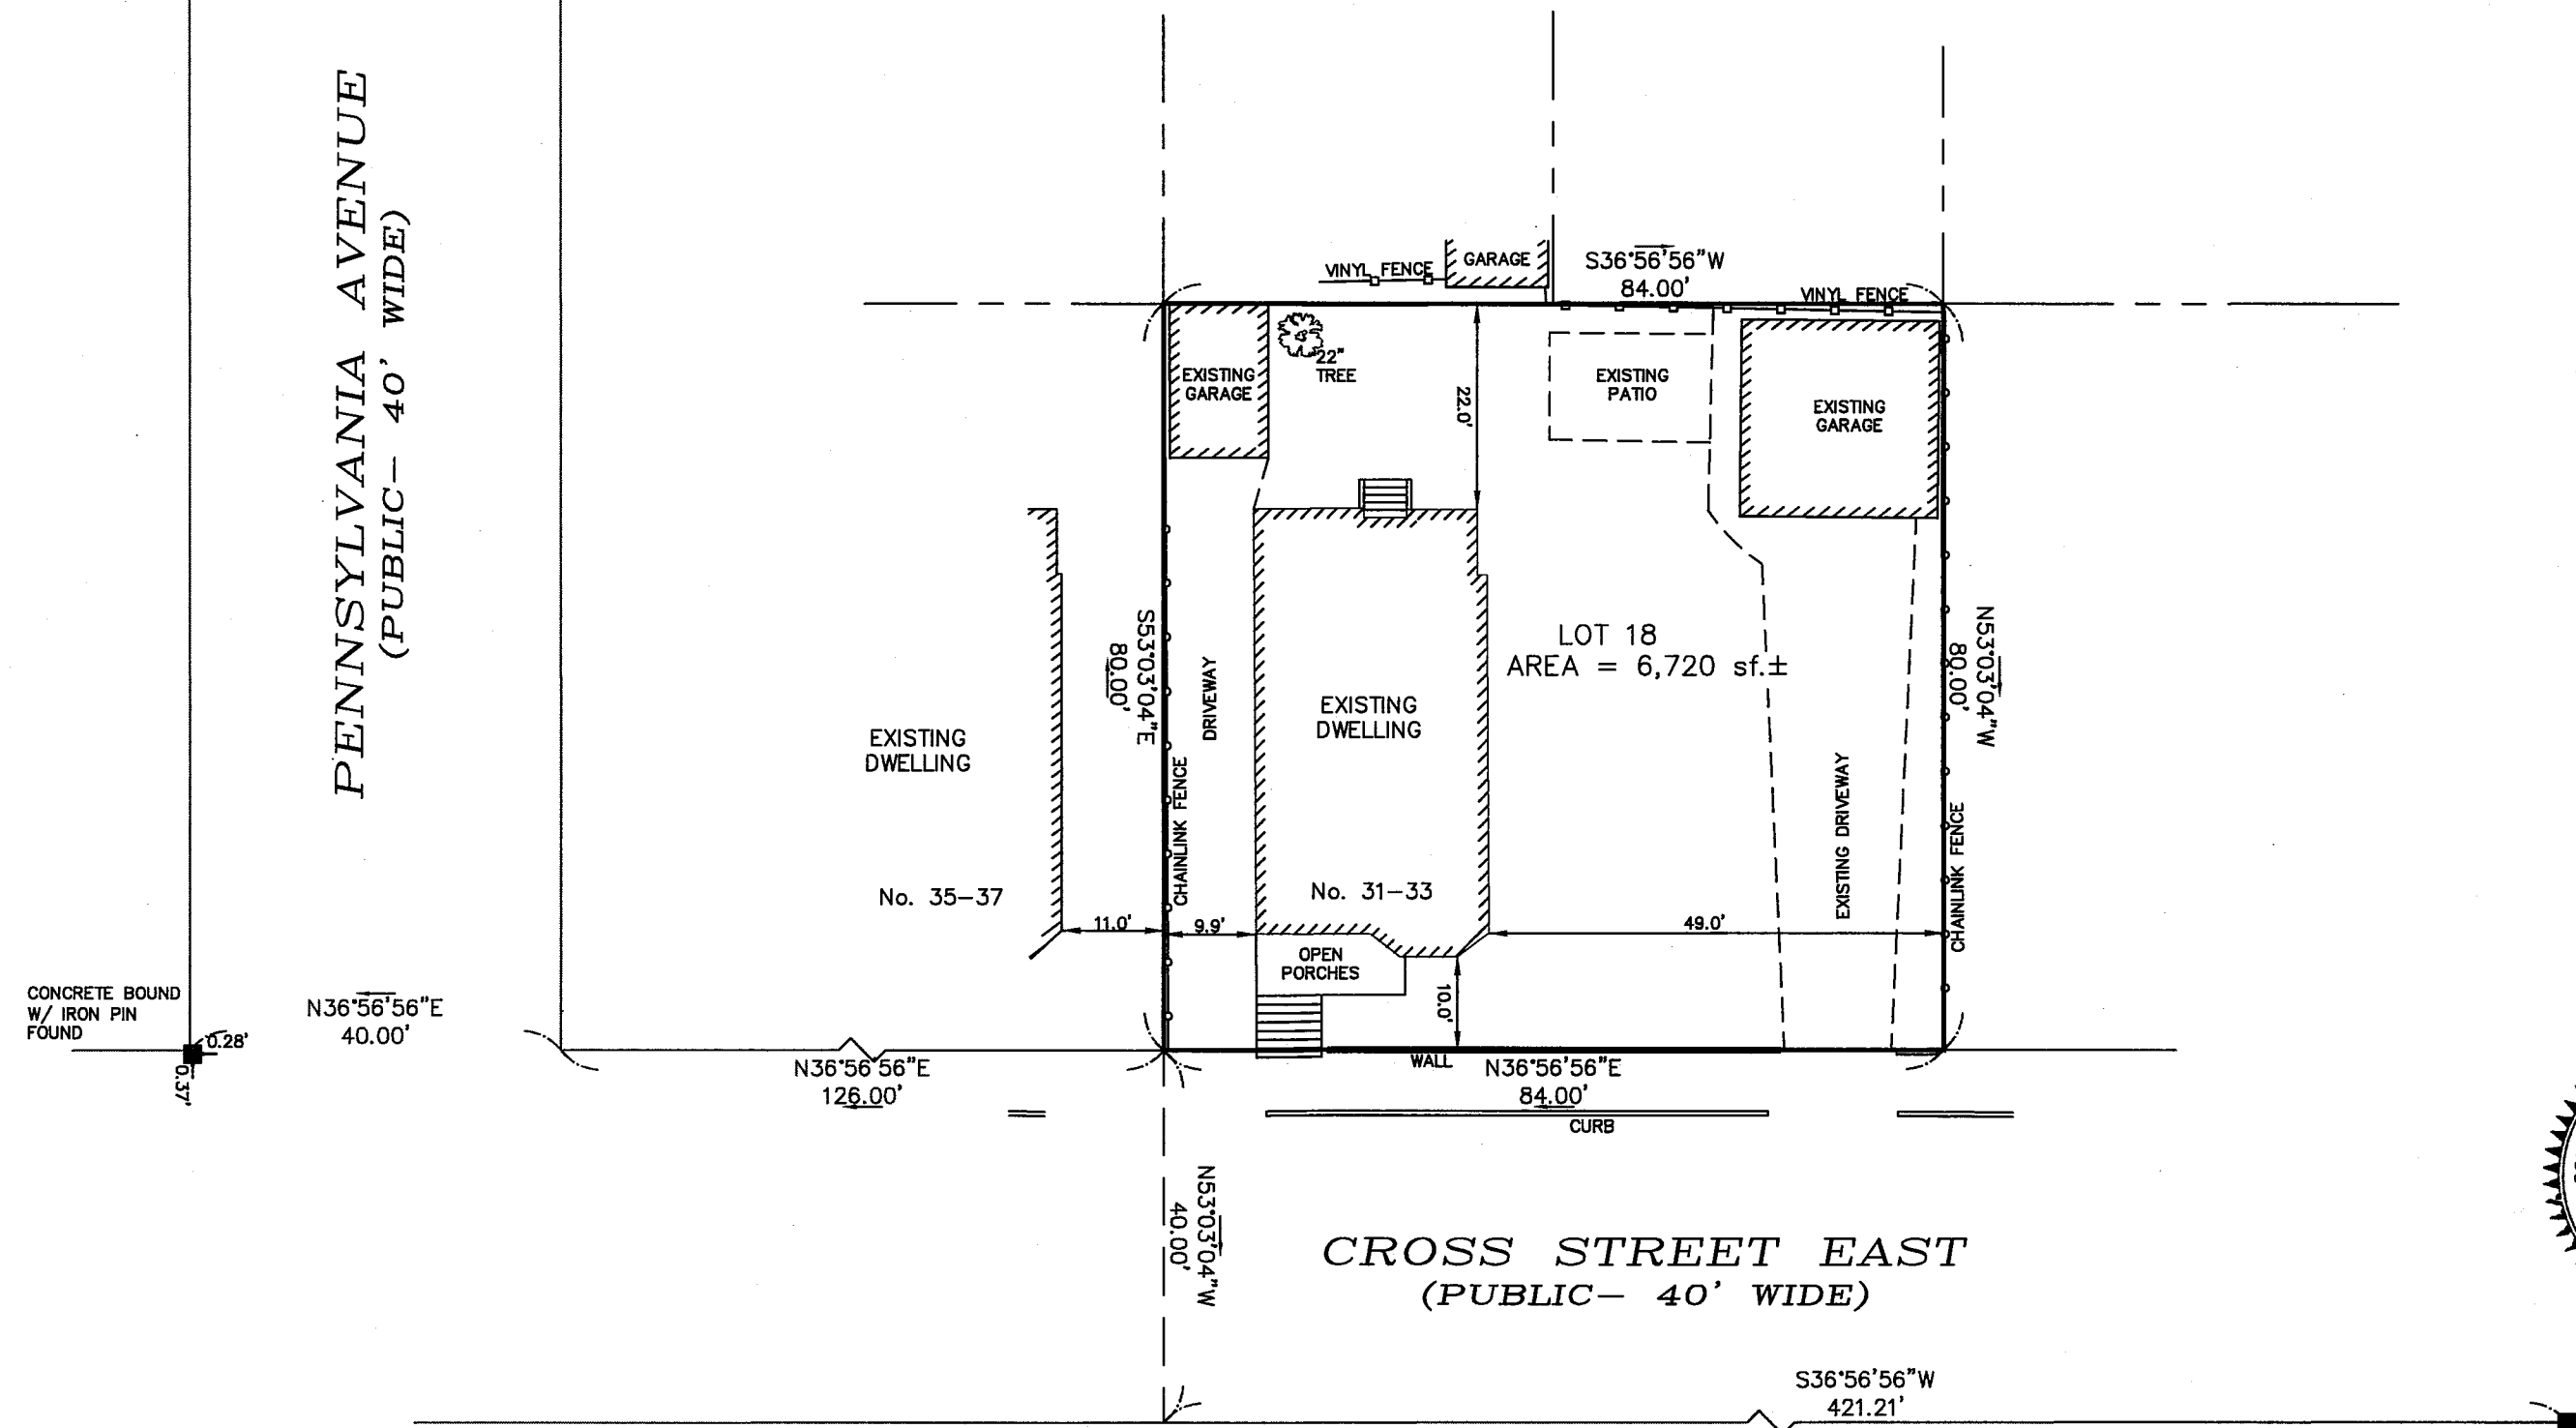 PENNSYLVANIA AVENUE
(PUBLIC- 40' WIDE)
VINYL FENCE
GARAGE
S36°56'56"W
84.00'
VINYL FENCE
EXISTING
GARAGE
22"
TREE
22.0'
EXISTING
PATIO
EXISTING
GARAGE
S53°03'04"E
80.00'
DRIVEWAY
CHAINLINK FENCE
LOT 18
AREA = 6,720 sf.±
N53°03'04"W
80.00'
EXISTING
DWELLING
EXISTING
DWELLING
EXISTING DRIVEWAY
CHAINLINK FENCE
No. 35-37
No. 31-33
11.0'
9.9'
49.0'
OPEN
PORCHES
10.0'
CONCRETE BOUND
W/ IRON PIN
FOUND
0.28'
0.37'
N36°56'56"E
40.00'
N36°56'56"E
126.00'
WALL
N36°56'56"E
84.00'
CURB
N53°03'04"W
40.00'
CROSS STREET EAST
(PUBLIC- 40' WIDE)
S36°56'56"W
421.21'